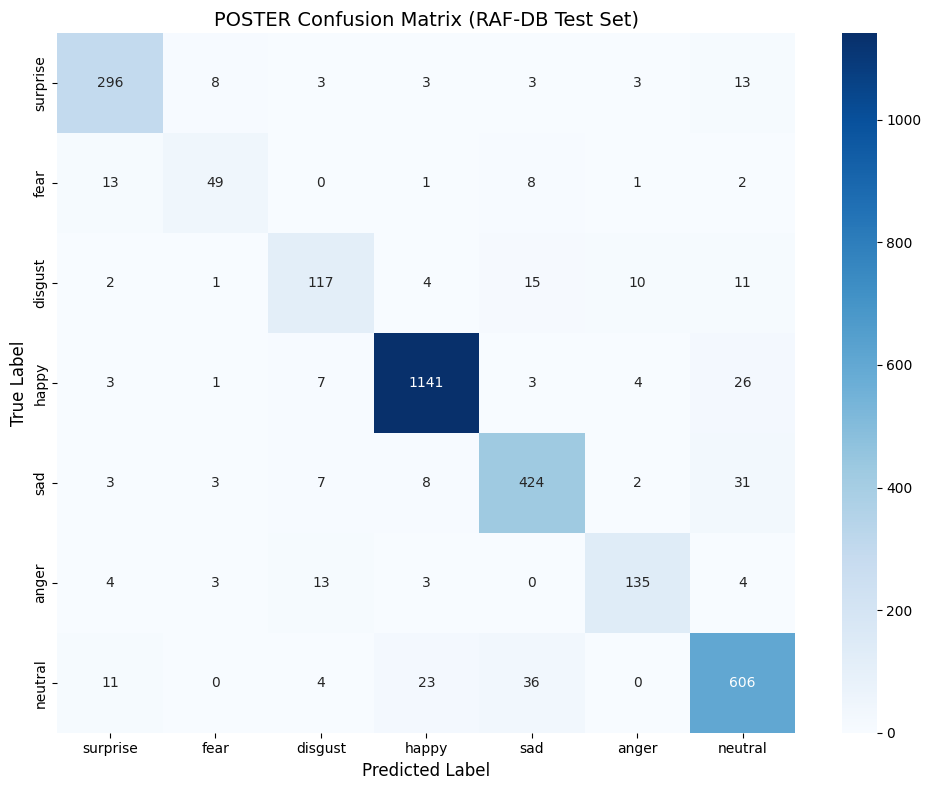 POSTER Confusion Matrix (RAF-DB Test Set)
True Label
surprise 296 8 3 3 3 3 13
fear 13 49 0 1 8 1 2
disgust 2 1 117 4 15 10 11
happy 3 1 7 1141 3 4 26
sad 3 3 7 8 424 2 31
anger 4 3 13 3 0 135 4
neutral 11 0 4 23 36 0 606
surprise fear disgust happy sad anger neutral
Predicted Label
1000
800
600
400
200
0